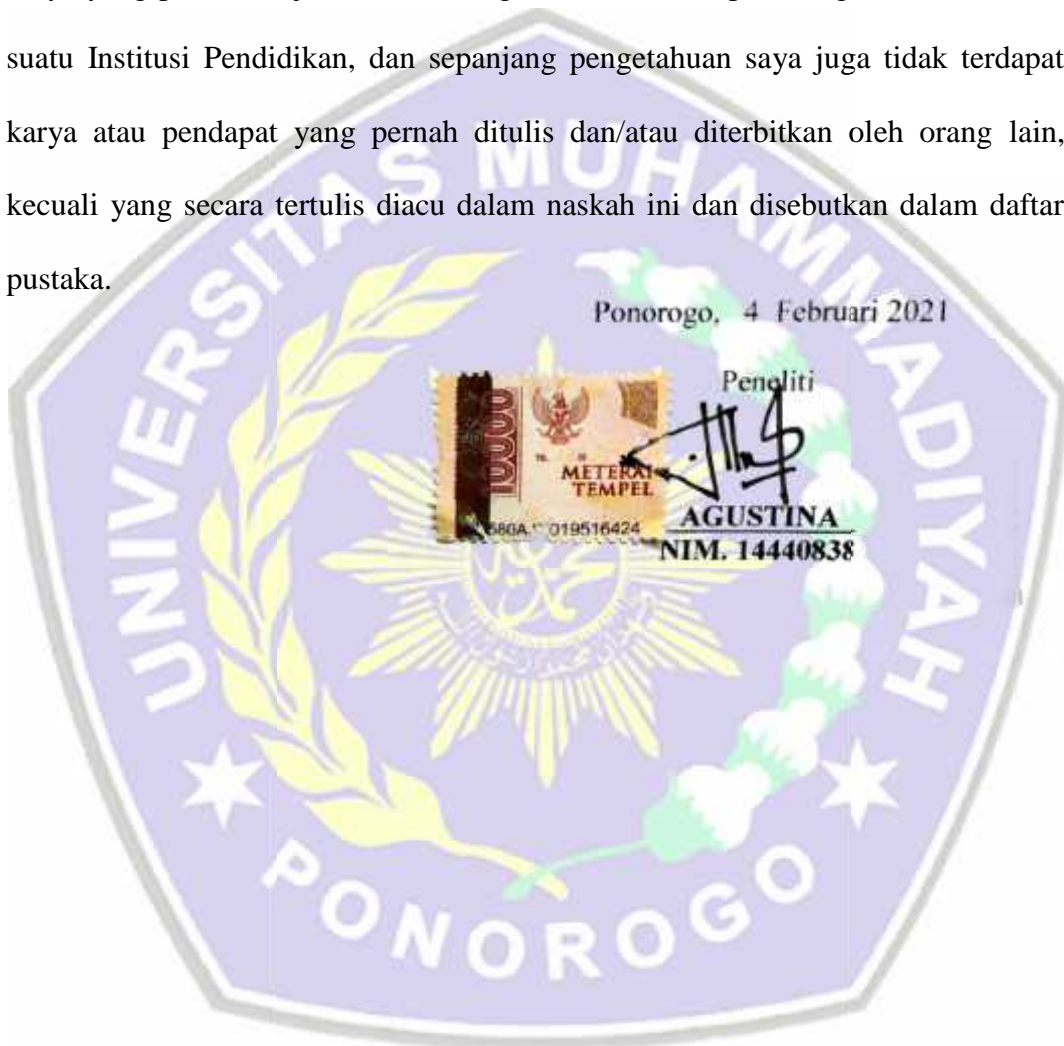 suatu Institusi Pendidikan, dan sepanjang pengetahuan saya juga tidak terdapat
karya atau pendapat yang pernah ditulis dan/atau diterbitkan oleh orang lain,
kecuali yang secara tertulis diacu dalam naskah ini dan disebutkan dalam daftar
pustaka.
Ponorogo, 4 Februari 2021
Peneliti
10000
METERAI
TEMPEL
019516424
AGUSTINA
NIM. 14440838
UNIVERSITAS MUHAMMADIYAH
PONOROGO